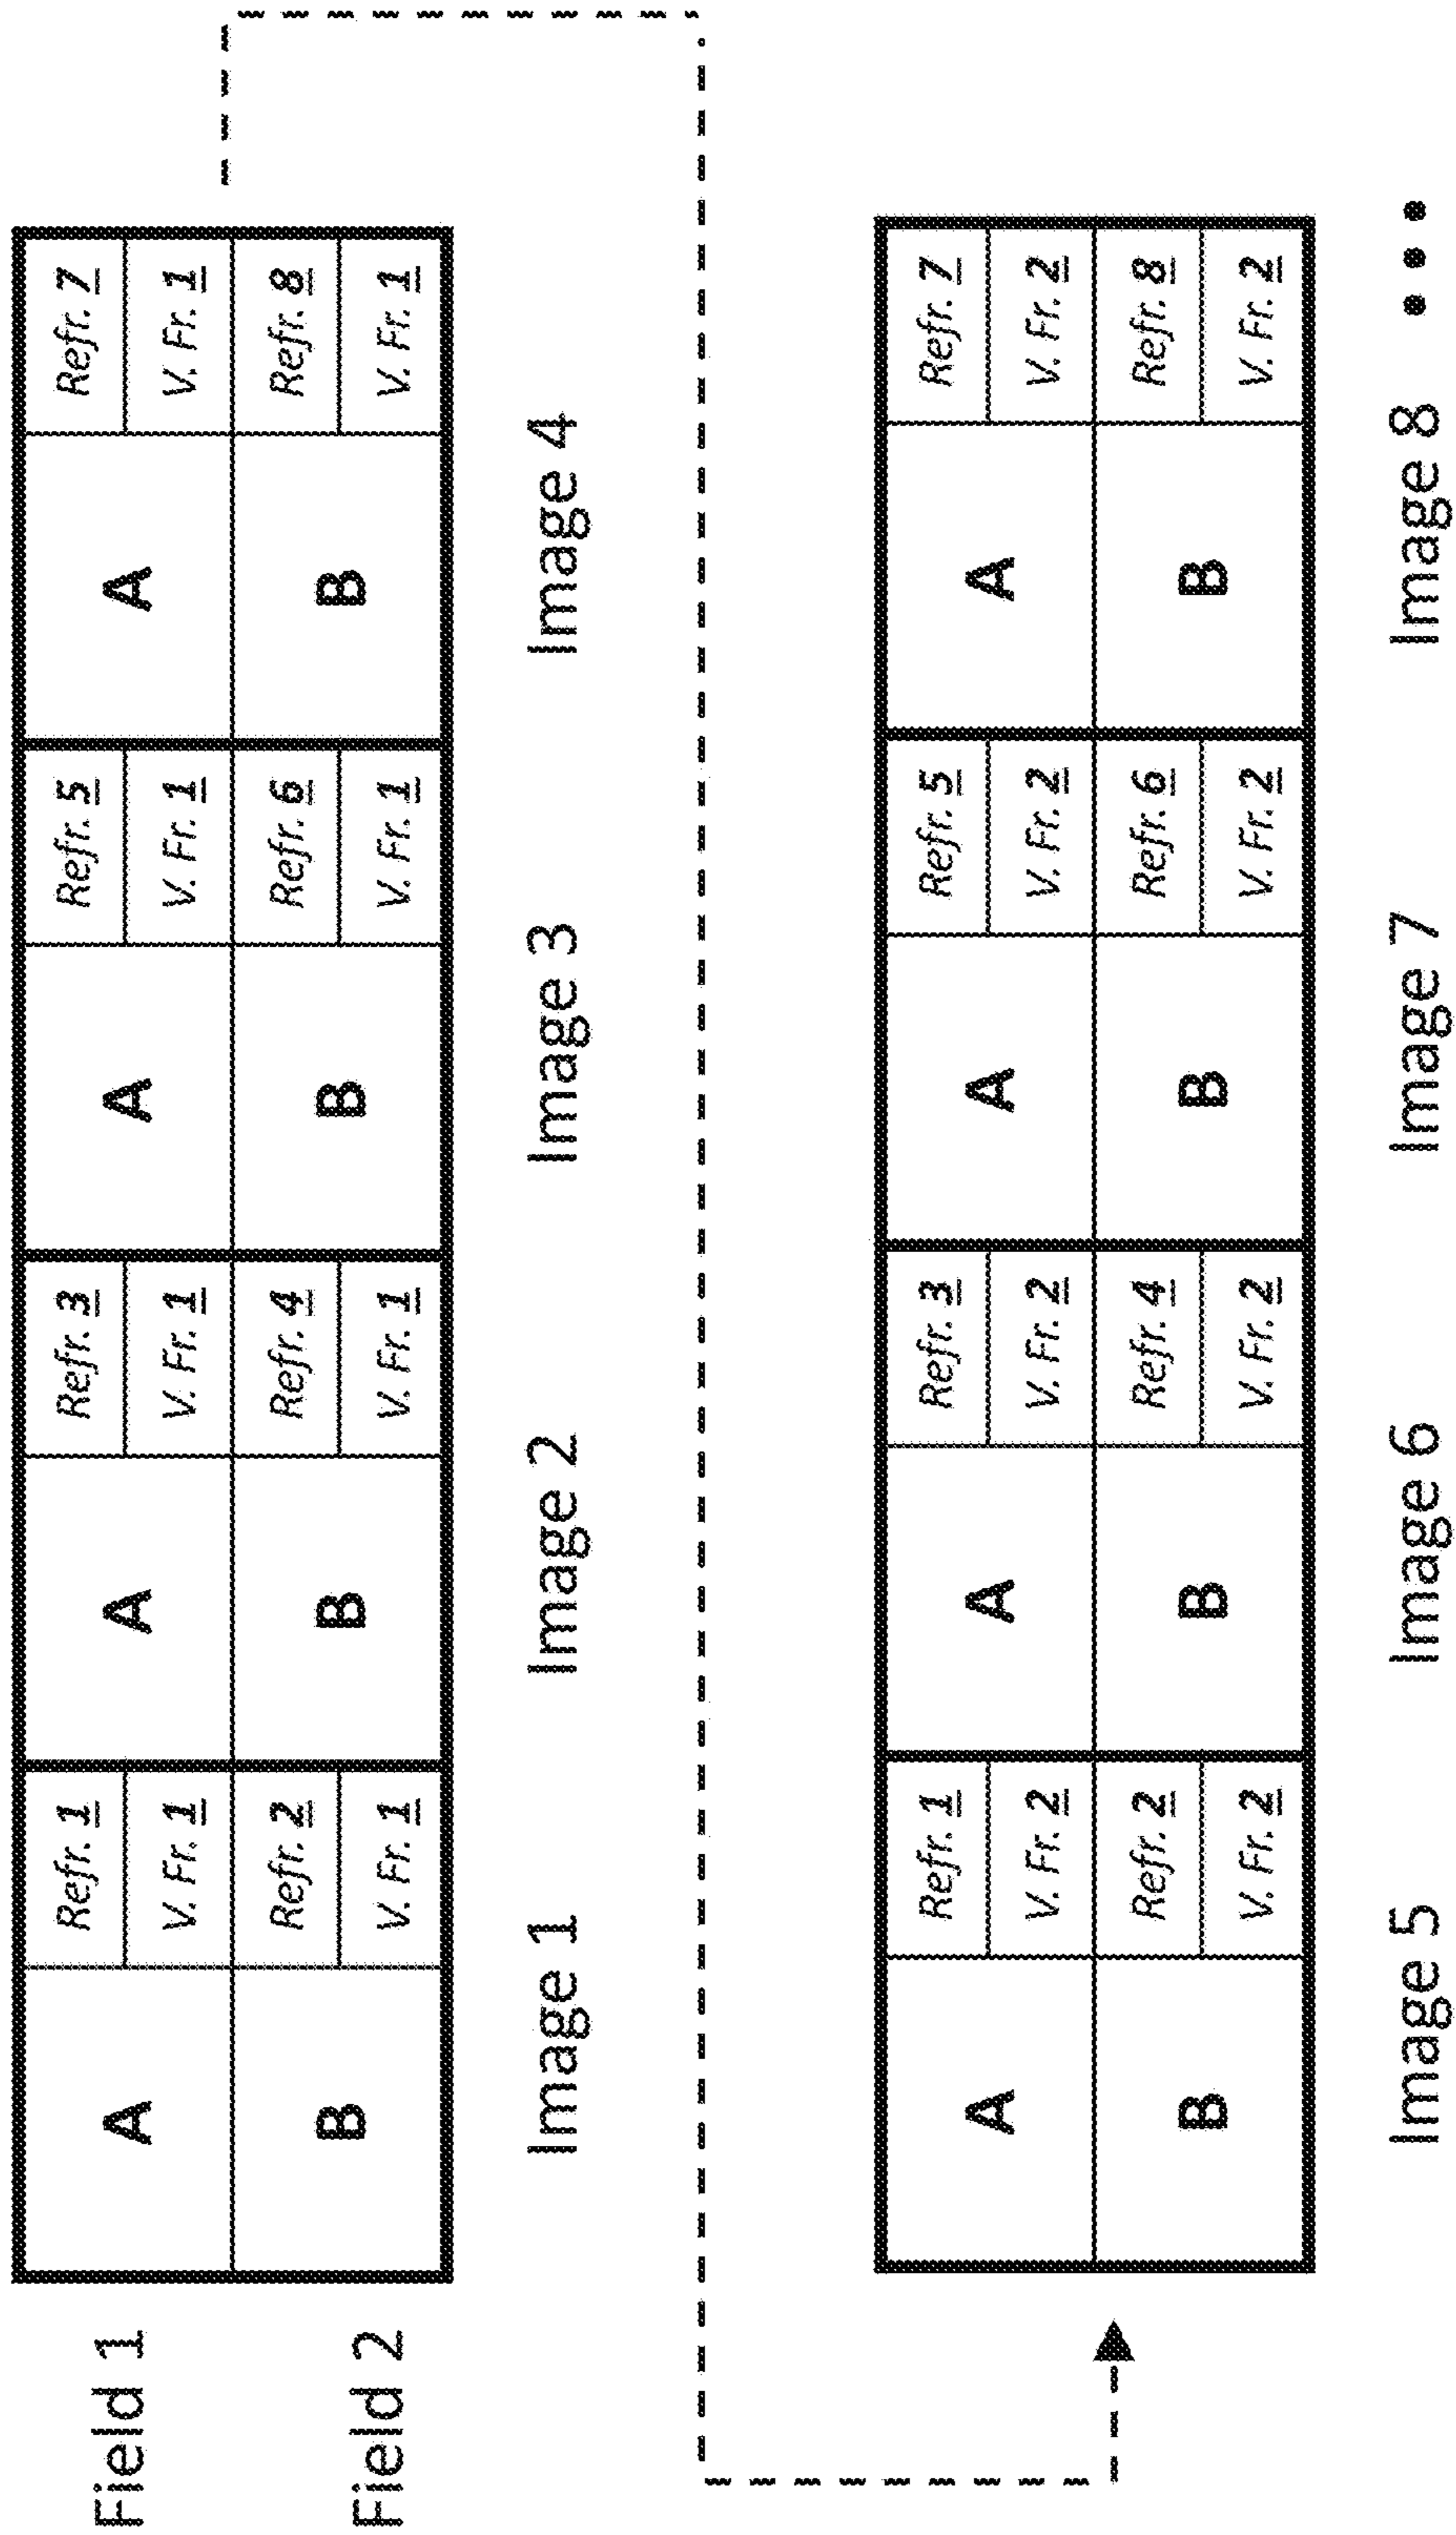 Field 1
A
Refr. 1
V. Fr. 1
A
Refr. 3
V. Fr. 1
A
Refr. 5
V. Fr. 1
A
Refr. 7
V. Fr. 1
Field 2
B
Refr. 2
V. Fr. 1
B
Refr. 4
V. Fr. 1
B
Refr. 6
V. Fr. 1
B
Refr. 8
V. Fr. 1
Image 1
Image 2
Image 3
Image 4
A
Refr. 1
V. Fr. 2
A
Refr. 3
V. Fr. 2
A
Refr. 5
V. Fr. 2
A
Refr. 7
V. Fr. 2
B
Refr. 2
V. Fr. 2
B
Refr. 4
V. Fr. 2
B
Refr. 6
V. Fr. 2
B
Refr. 8
V. Fr. 2
Image 5
Image 6
Image 7
Image 8 • • •